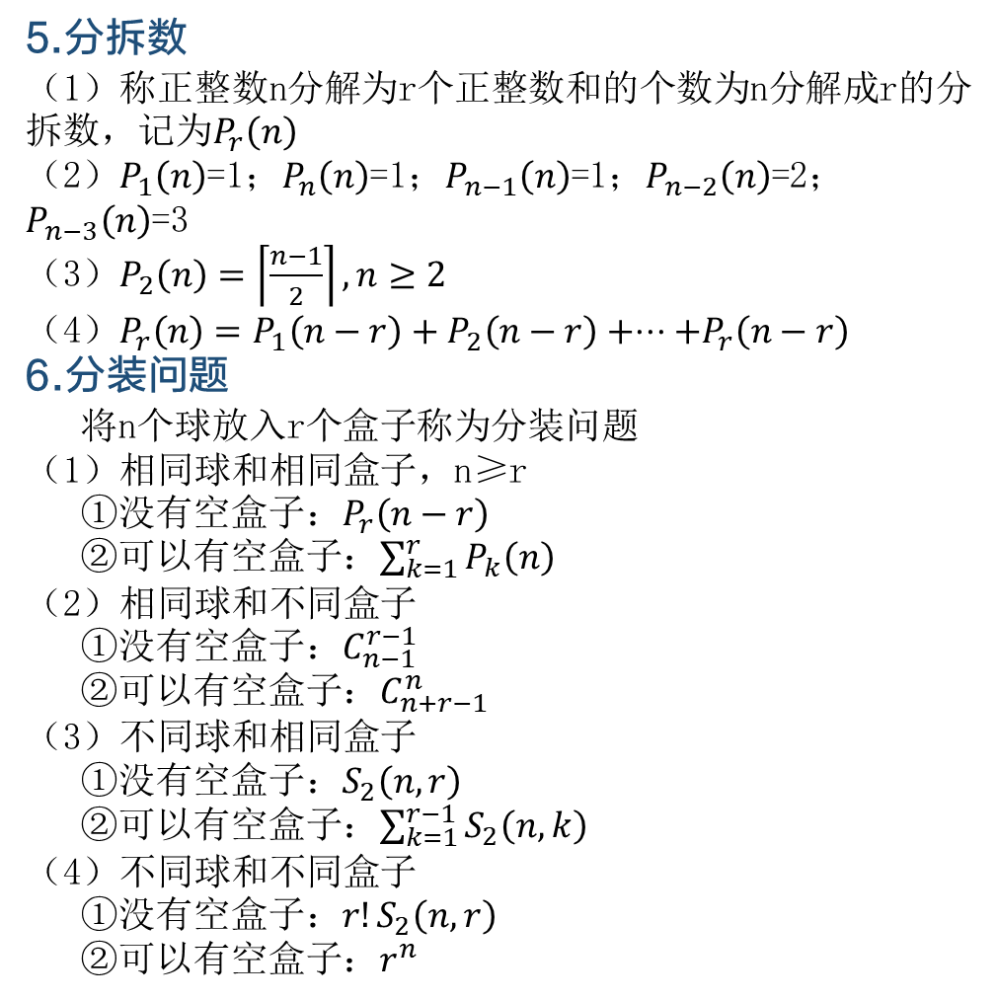 5.分拆数
（1）称正整数n分解为r个正整数和的个数为n分解成r的分
拆数，记为P_r(n)
（2）P_1(n)=1；P_n(n)=1；P_{n−1}(n)=1；P_{n−2}(n)=2；
P_{n−3}(n)=3
（3）P_2(n) = ⌈\frac{n−1}{2}⌉, n ≥ 2
（4）P_r(n) = P_1(n − r) + P_2(n − r) +⋯ +P_r(n − r)
6.分装问题
将n个球放入r个盒子称为分装问题
（1）相同球和相同盒子，n⩾r
①没有空盒子：P_r(n − r)
②可以有空盒子：∑_{k=1}^{r} P_k(n)
（2）相同球和不同盒子
①没有空盒子：C_{n−1}^{r−1}
②可以有空盒子：C_{n+r−1}^{n}
（3）不同球和相同盒子
①没有空盒子：S_2(n, r)
②可以有空盒子：∑_{k=1}^{r−1} S_2(n, k)
（4）不同球和不同盒子
①没有空盒子：r! S_2(n, r)
②可以有空盒子：r^n